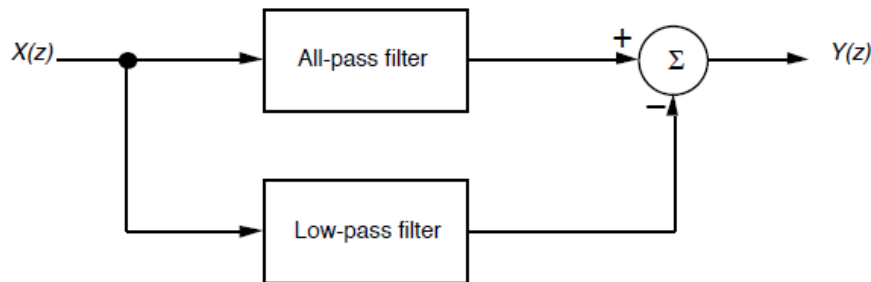 X(z)
All-pass filter
+
Σ
Y(z)
−
Low-pass filter